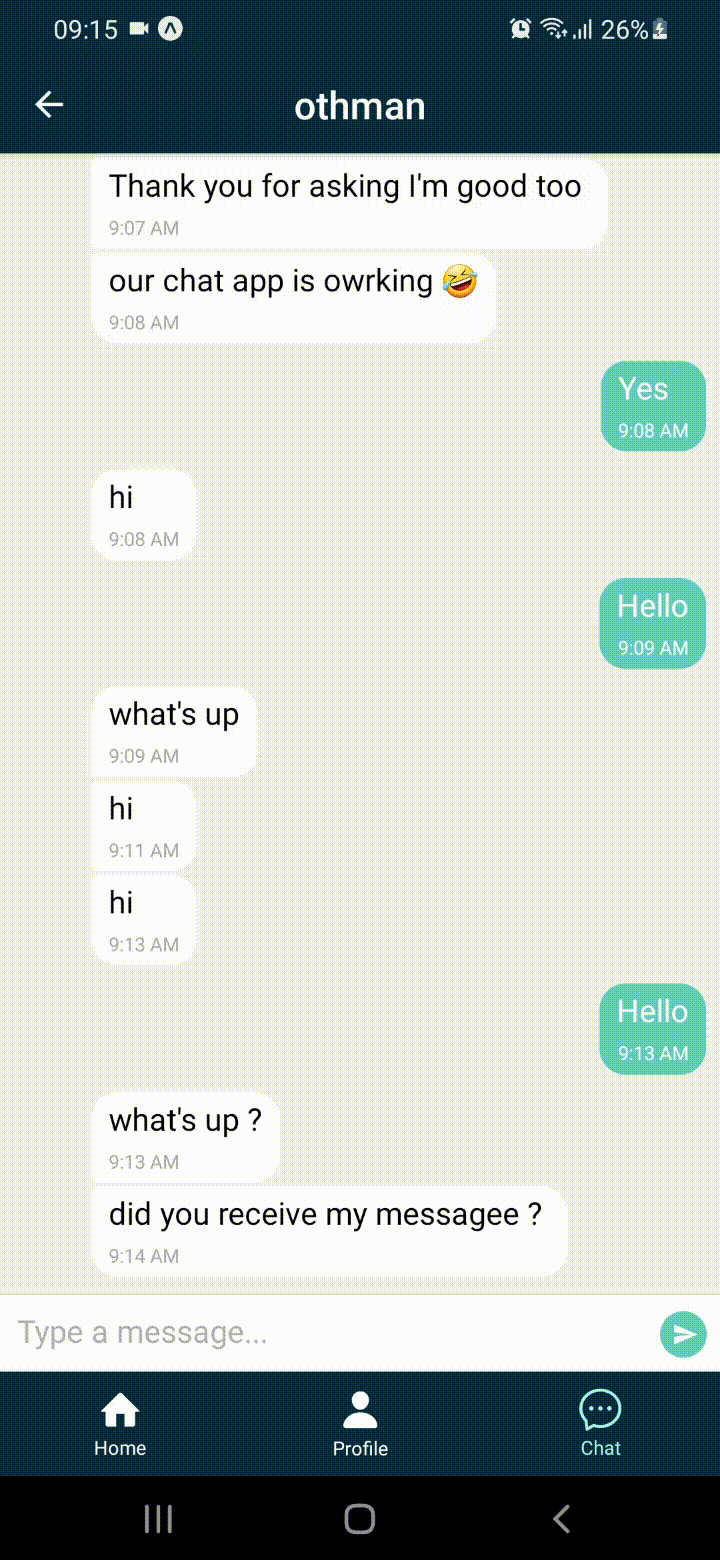 09:15 26%
othman
Thank you for asking I'm good too
9:07 AM
our chat app is owrking 🤣
9:08 AM
Yes
9:08 AM
hi
9:08 AM
Hello
9:09 AM
what's up
9:09 AM
hi
9:11 AM
hi
9:13 AM
Hello
9:13 AM
what's up ?
9:13 AM
did you receive my messagee ?
9:14 AM
Type a message...
Home Profile Chat